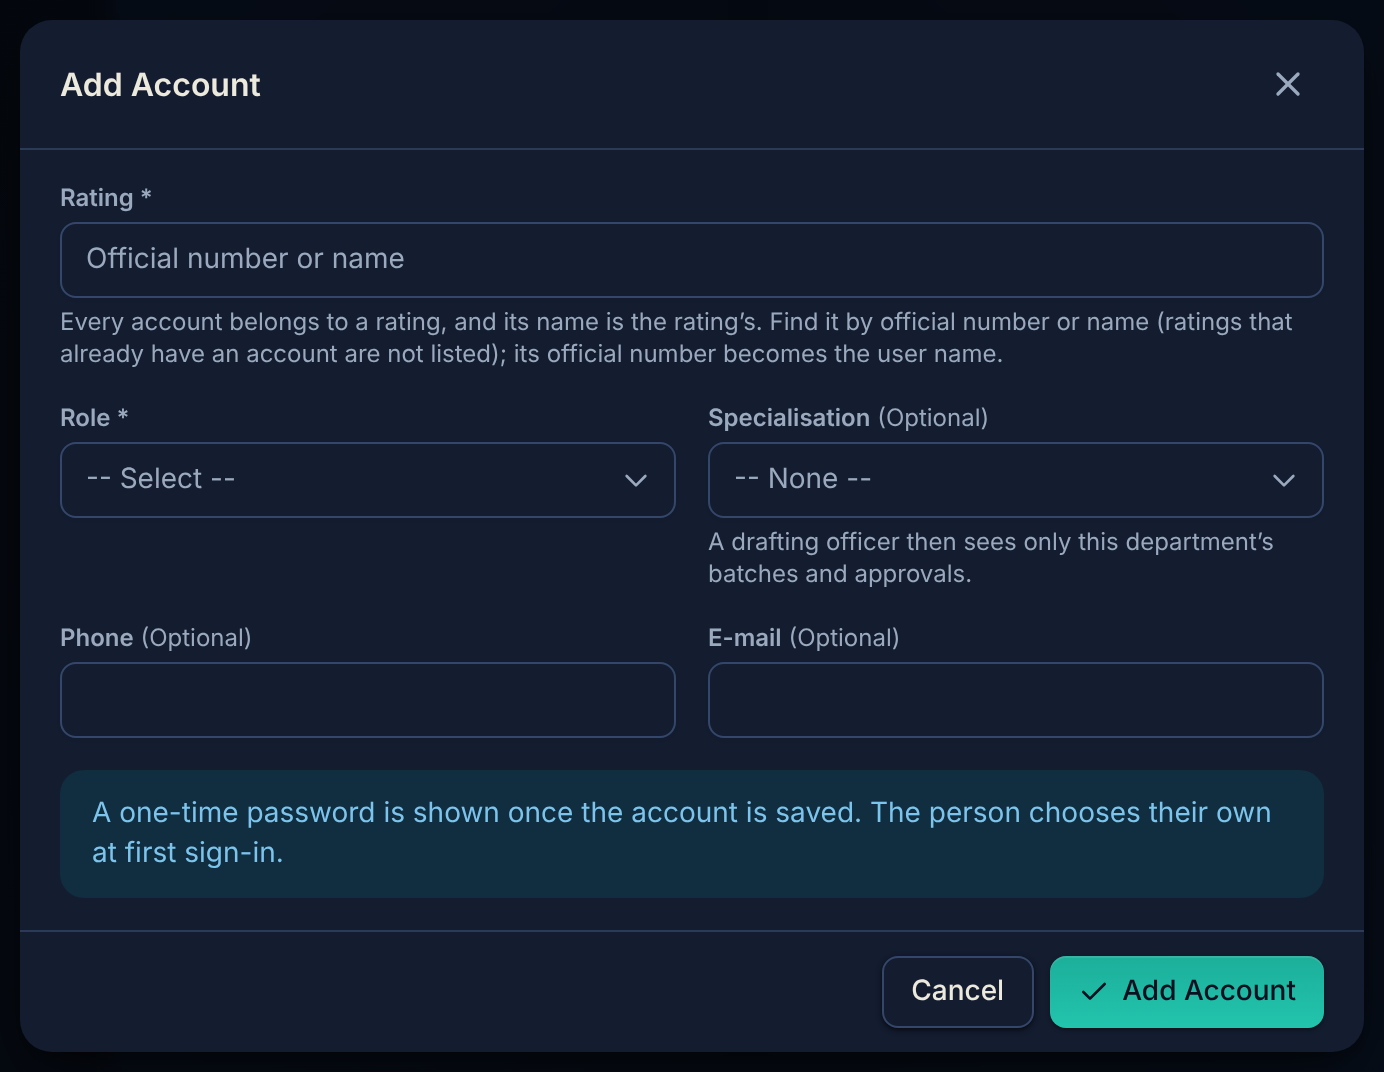 Add Account
Rating *
Official number or name
Every account belongs to a rating, and its name is the rating’s. Find it by official number or name (ratings that
already have an account are not listed); its official number becomes the user name.
Role *
-- Select --
Specialisation (Optional)
-- None --
A drafting officer then sees only this department’s
batches and approvals.
Phone (Optional)
E-mail (Optional)
A one-time password is shown once the account is saved. The person chooses their own
at first sign-in.
Cancel
Add Account